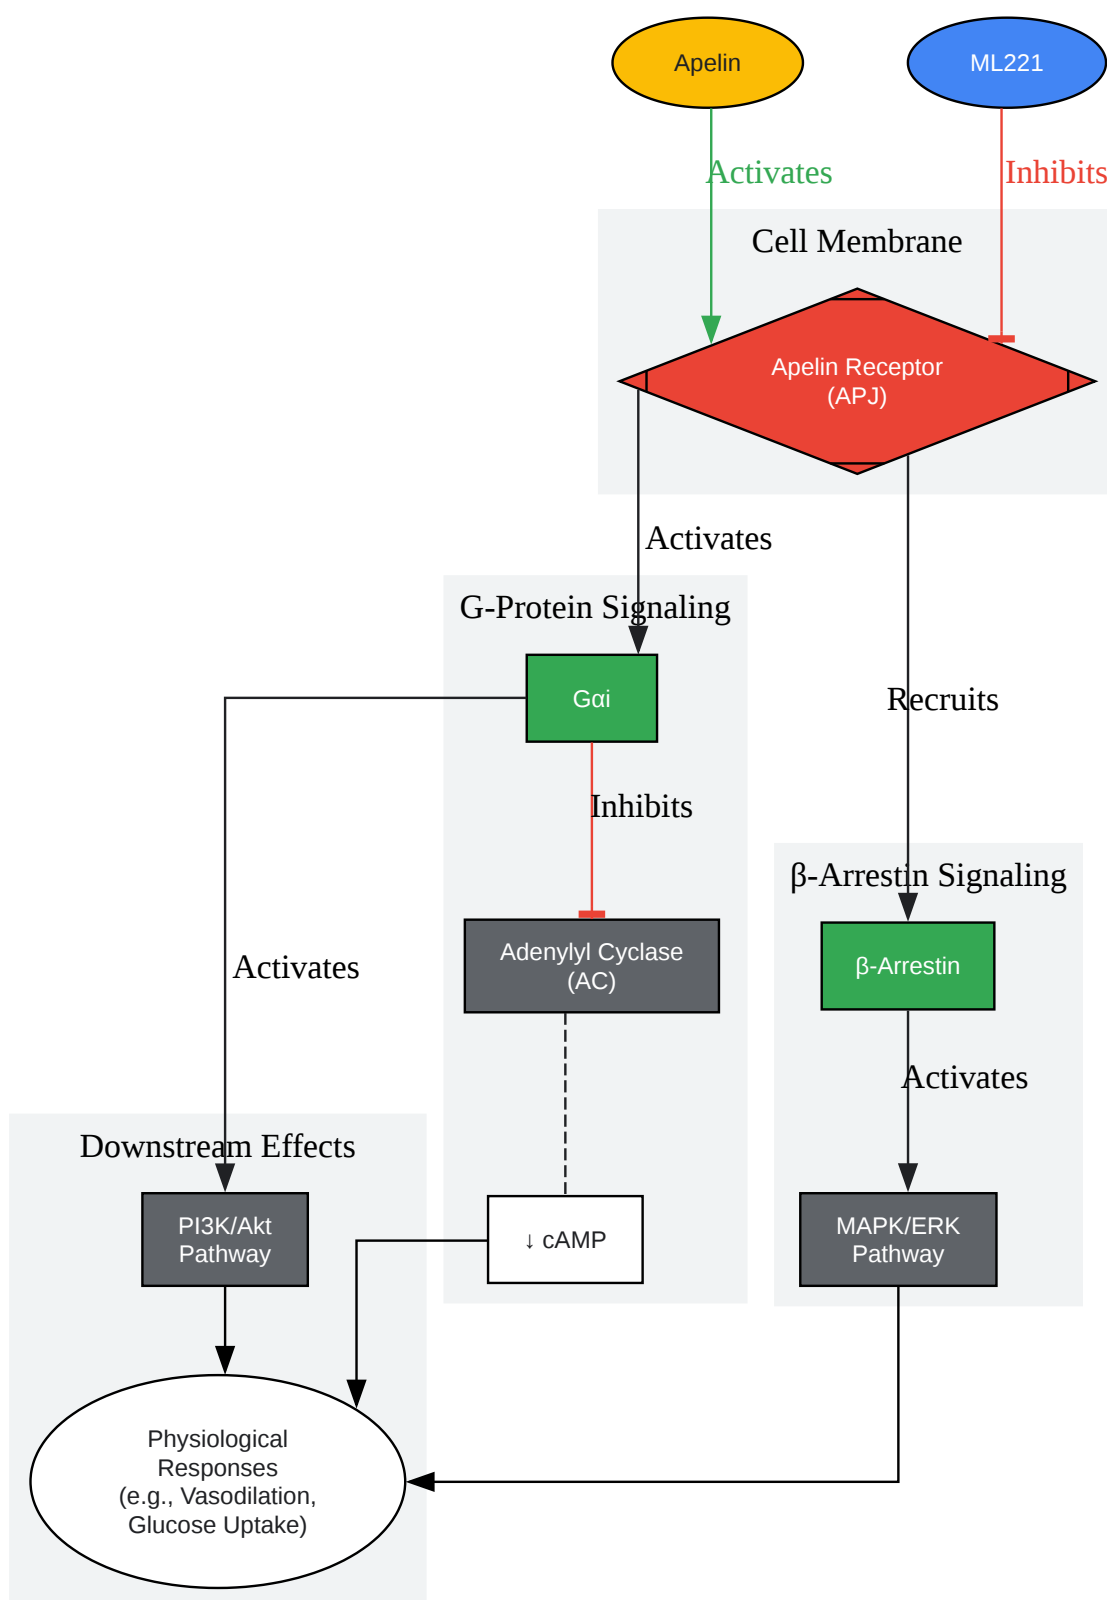 Apelin
ML221
Activates
Inhibits
Cell Membrane
Apelin Receptor
(APJ)
Activates
G-Protein Signaling
Gαi
Recruits
Inhibits
β-Arrestin Signaling
Adenylyl Cyclase
(AC)
Activates
β-Arrestin
Activates
Downstream Effects
PI3K/Akt
Pathway
↓ cAMP
MAPK/ERK
Pathway
Physiological
Responses
(e.g., Vasodilation,
Glucose Uptake)